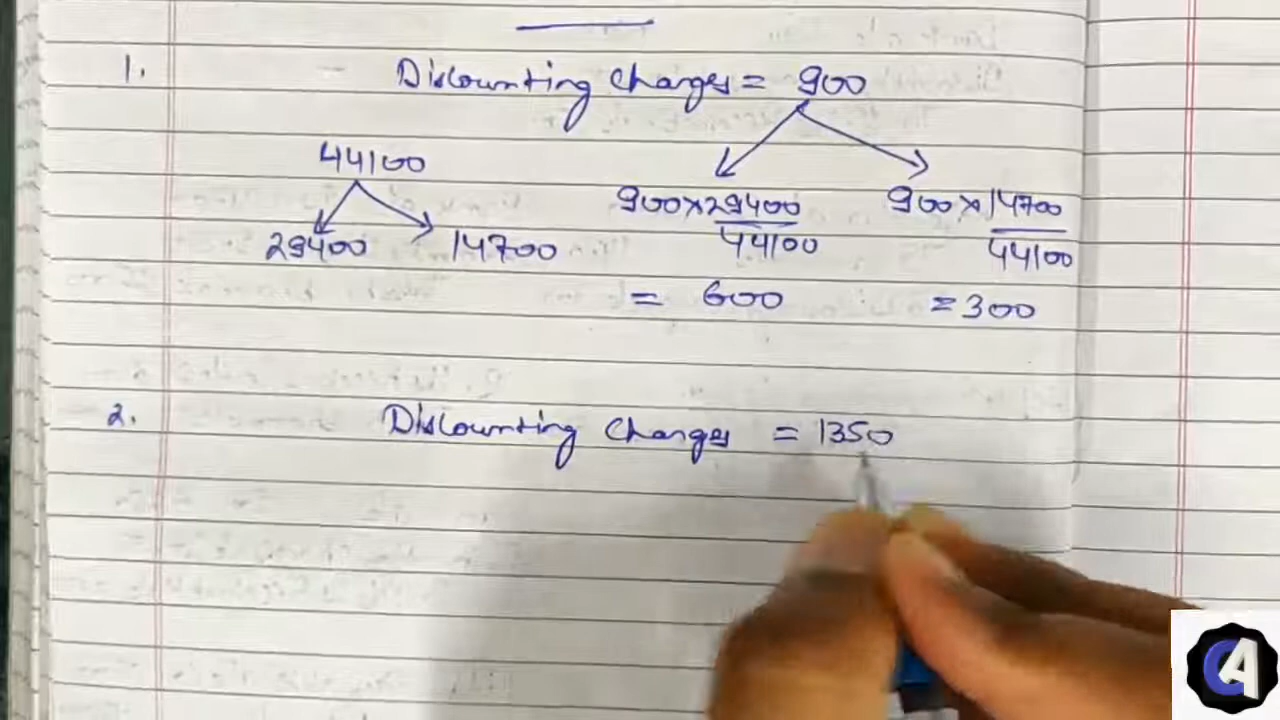 1. Discounting Charges = 900
44100
29400 14700
900×29400/44100 900×14700/44100
= 600 = 300
2. Discounting Charges = 1350
CA